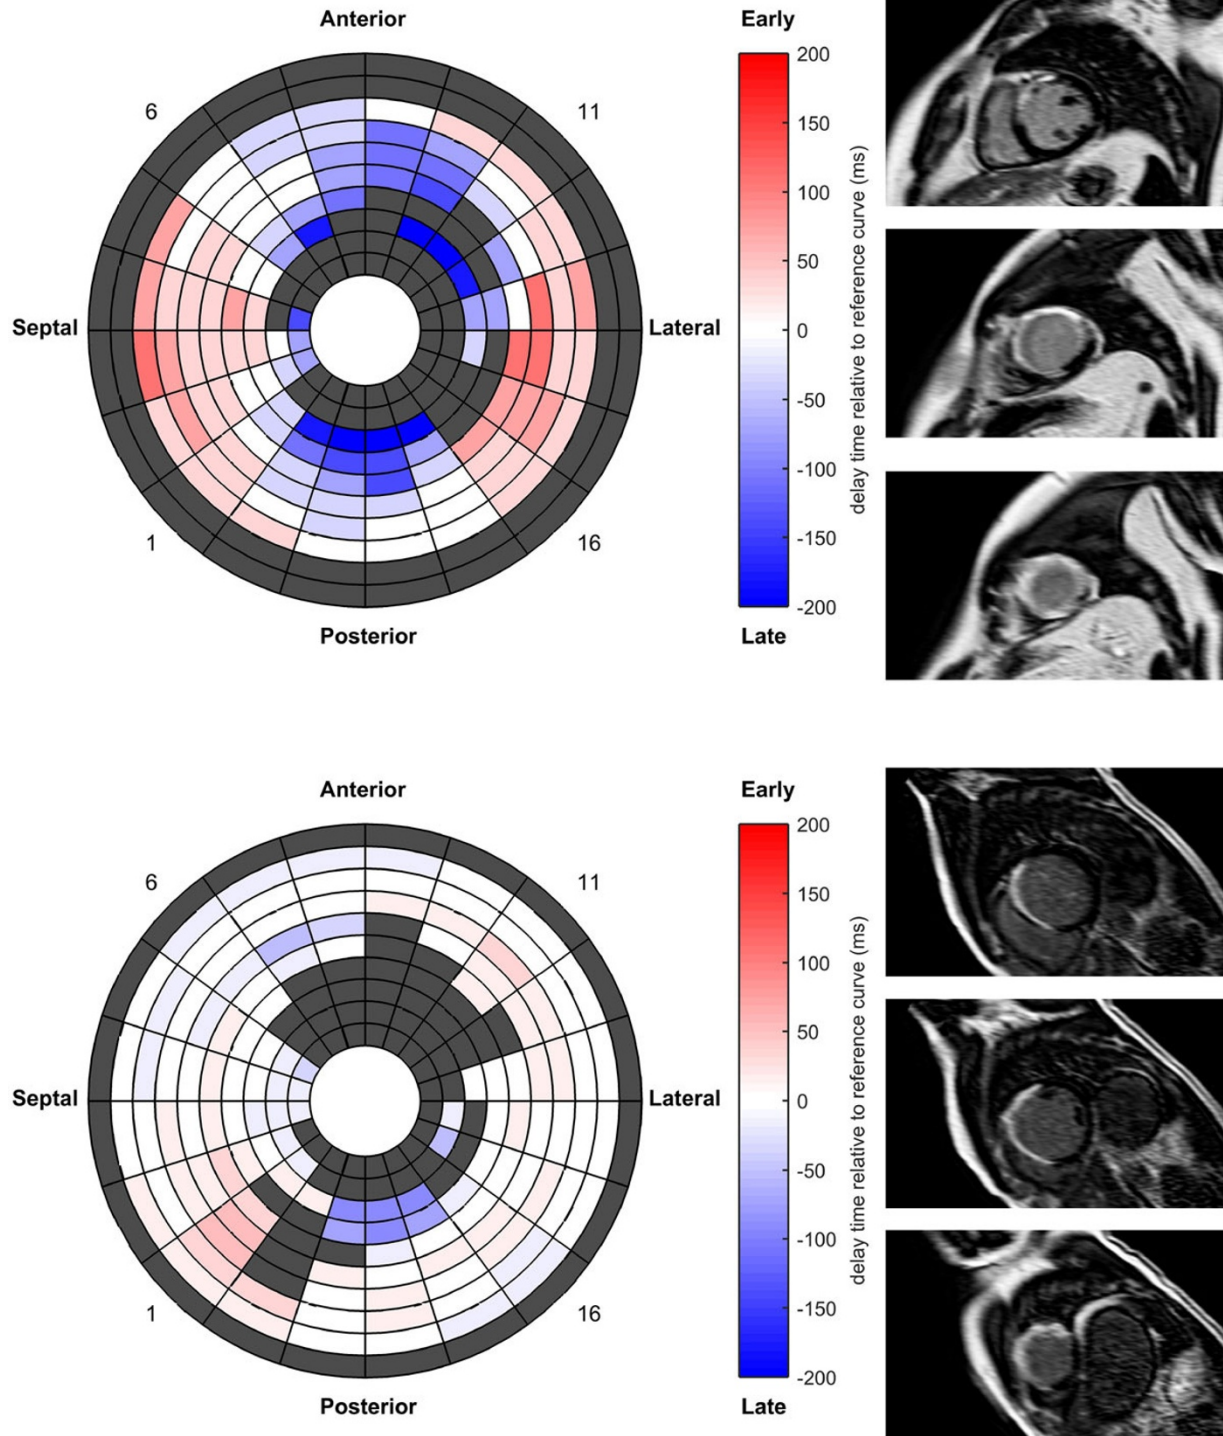 Anterior
Early
6
11
200
150
100
50
0
-50
-100
-150
-200
delay time relative to reference curve (ms)
Septal
Lateral
1
16
Posterior
Late
Anterior
Early
6
11
200
150
100
50
0
-50
-100
-150
-200
delay time relative to reference curve (ms)
Septal
Lateral
1
16
Posterior
Late